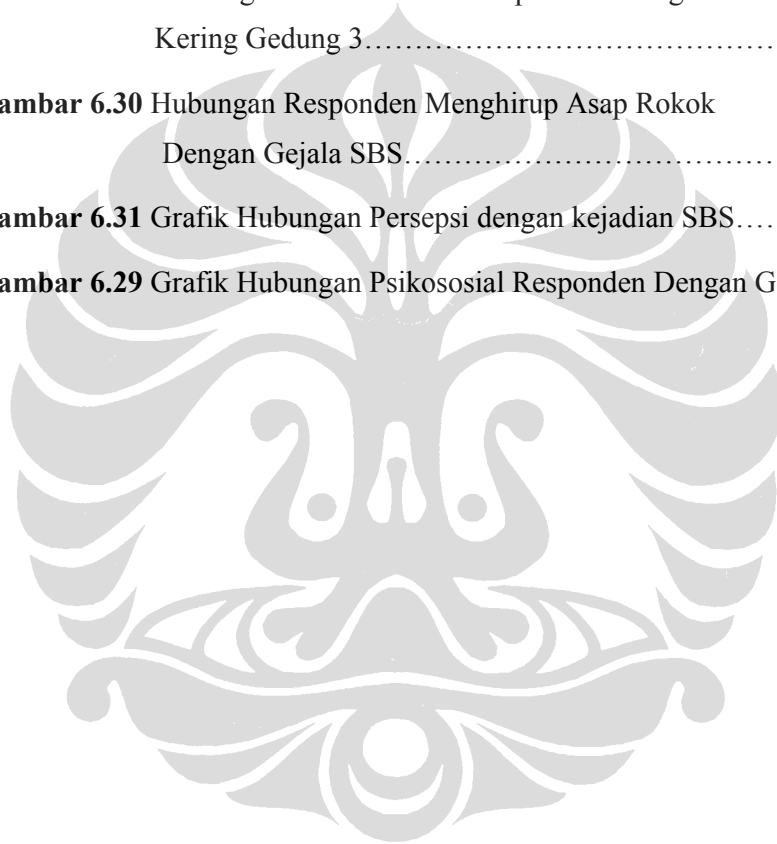 Kering Gedung 3……………………………………
ambar 6.30 Hubungan Responden Menghirup Asap Rokok
Dengan Gejala SBS………………………………
ambar 6.31 Grafik Hubungan Persepsi dengan kejadian SBS….
ambar 6.29 Grafik Hubungan Psikososial Responden Dengan G